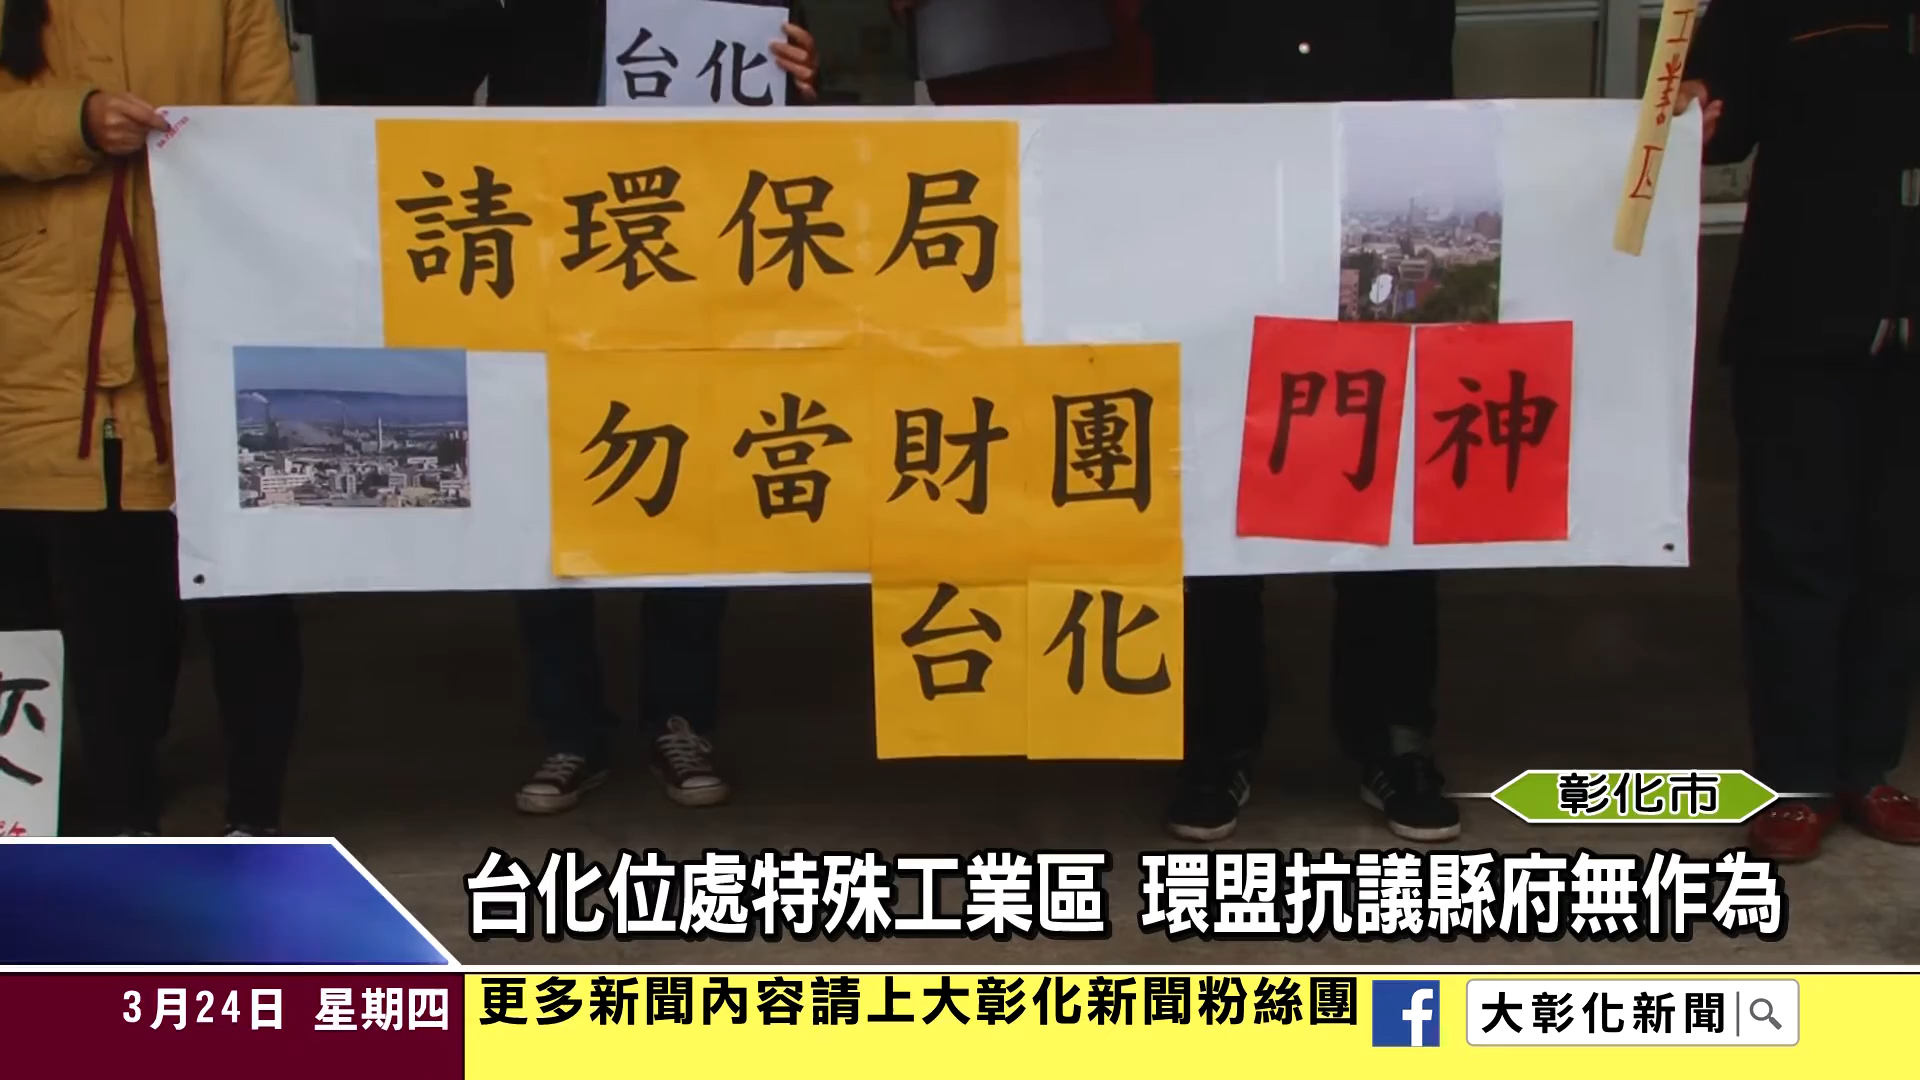 台化
工業區
請環保局
勿當財團
門神
台化
彰化市
台化位處特殊工業區 環盟抗議縣府無作為
3月24日 星期四
更多新聞內容請上大彰化新聞粉絲團
大彰化新聞